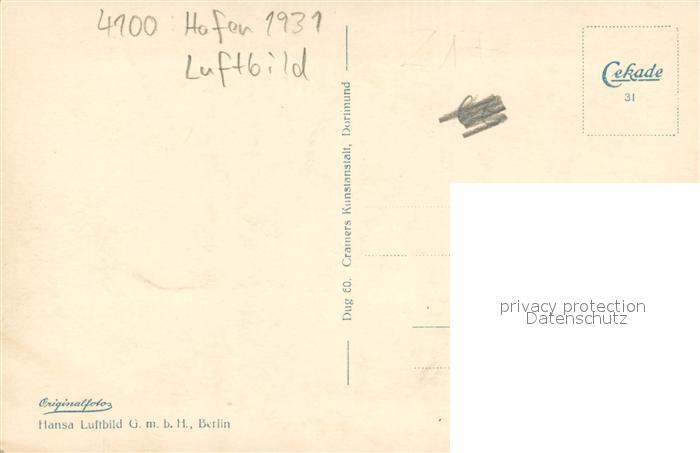 4100 Hafen 1931
Luftbild
Cekade
31
Dug 60. Cramers Kunstanstalt, Dortmund
privacy protection
Datenschutz
Originalfoto
Hansa Luftbild G. m. b. H., Berlin